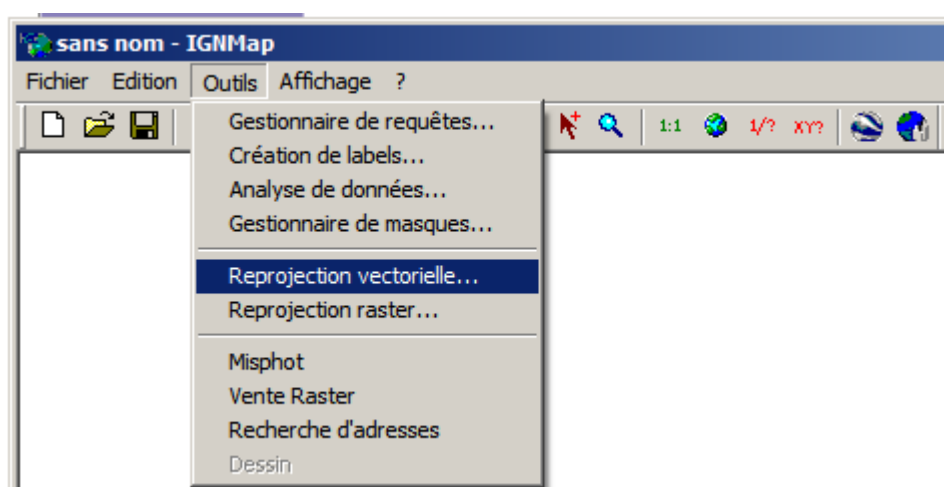 sans nom - IGNMap
Fichier Edition Outils Affichage ?
1:1 1/? XY?
Gestionnaire de requêtes...
Création de labels...
Analyse de données...
Gestionnaire de masques...
Reprojection vectorielle...
Reprojection raster...
Misphot
Vente Raster
Recherche d'adresses
Dessin